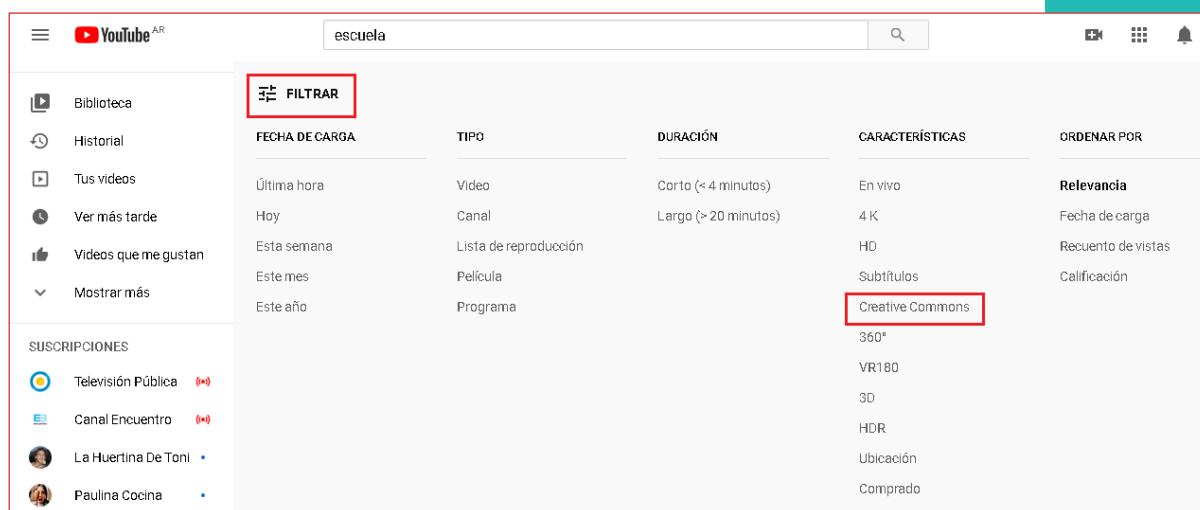 YouTube AR
escuela
Biblioteca
Historial
Tus videos
Ver más tarde
Videos que me gustan
Mostrar más
SUSCRIPCIONES
Televisión Pública
Canal Encuentro
La Huertina De Toni
Paulina Cocina
FILTRAR
FECHA DE CARGA
Última hora
Hoy
Esta semana
Este mes
Este año
TIPO
Video
Canal
Lista de reproducción
Película
Programa
DURACIÓN
Corto (< 4 minutos)
Largo (> 20 minutos)
CARACTERÍSTICAS
En vivo
4 K
HD
Subtítulos
Creative Commons
360°
VR180
3D
HDR
Ubicación
Comprado
ORDENAR POR
Relevancia
Fecha de carga
Recuento de vistas
Calificación